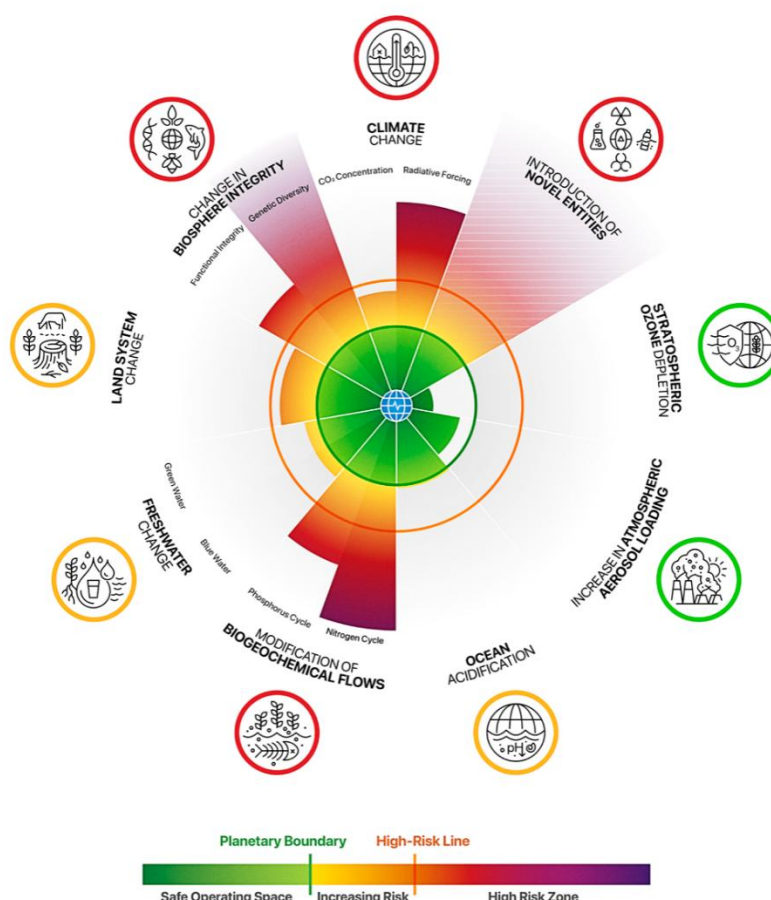 CLIMATE
CHANGE
CO₂ Concentration
Radiative Forcing
INTRODUCTION OF
NOVEL ENTITIES
STRATOSPHERIC
OZONE DEPLETION
O₃
INCREASE IN ATMOSPHERIC
AEROSOL LOADING
OCEAN
ACIDIFICATION
pH
MODIFICATION OF
BIOGEOCHEMICAL FLOWS
Phosphorus Cycle
Nitrogen Cycle
FRESHWATER
CHANGE
Green Water
Blue Water
LAND SYSTEM
CHANGE
CHANGE IN
BIOSPHERE INTEGRITY
Functional Integrity
Genetic Diversity
Planetary Boundary
High-Risk Line
Safe Operating Space
Increasing Risk
High Risk Zone